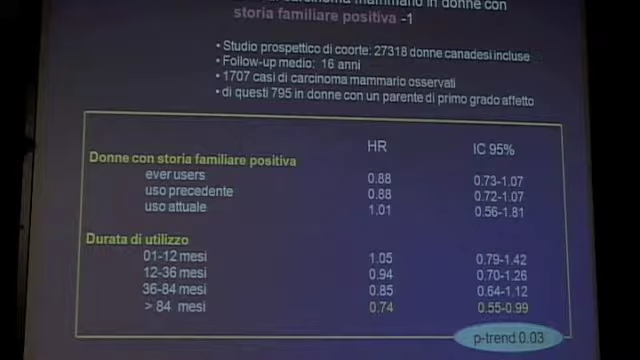 carcinoma mammario in donne con
storia familiare positiva -1
• Studio prospettico di coorte: 27318 donne canadesi incluse
• Follow-up medio: 16 anni
• 1707 casi di carcinoma mammario osservati
• di questi 795 in donne con un parente di primo grado affetto
HR IC 95%
Donne con storia familiare positiva
ever users 0.88 0.73-1.07
uso precedente 0.88 0.72-1.07
uso attuale 1.01 0.56-1.81
Durata di utilizzo
01-12 mesi 1.05 0.79-1.42
12-36 mesi 0.94 0.70-1.26
36-84 mesi 0.85 0.64-1.12
> 84 mesi 0.74 0.55-0.99
p-trend 0.03